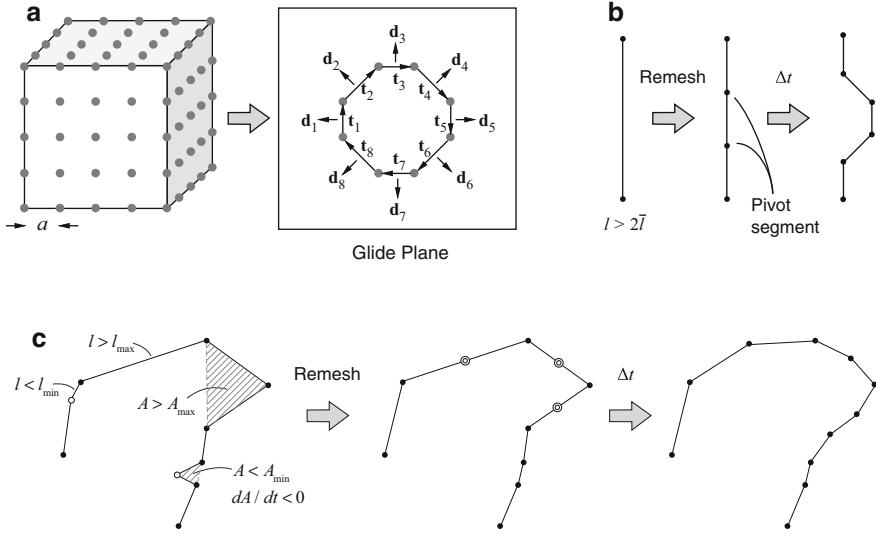 a
a
d₁
d₂
d₃
d₄
d₅
d₆
d₇
d₈
t₁
t₂
t₃
t₄
t₅
t₆
t₇
t₈
Glide Plane
b
Remesh
Δt
l > 2l̅
Pivot
segment
c
l > lmax
l < lmin
A > Amax
A < Amin
dA / dt < 0
Remesh
Δt